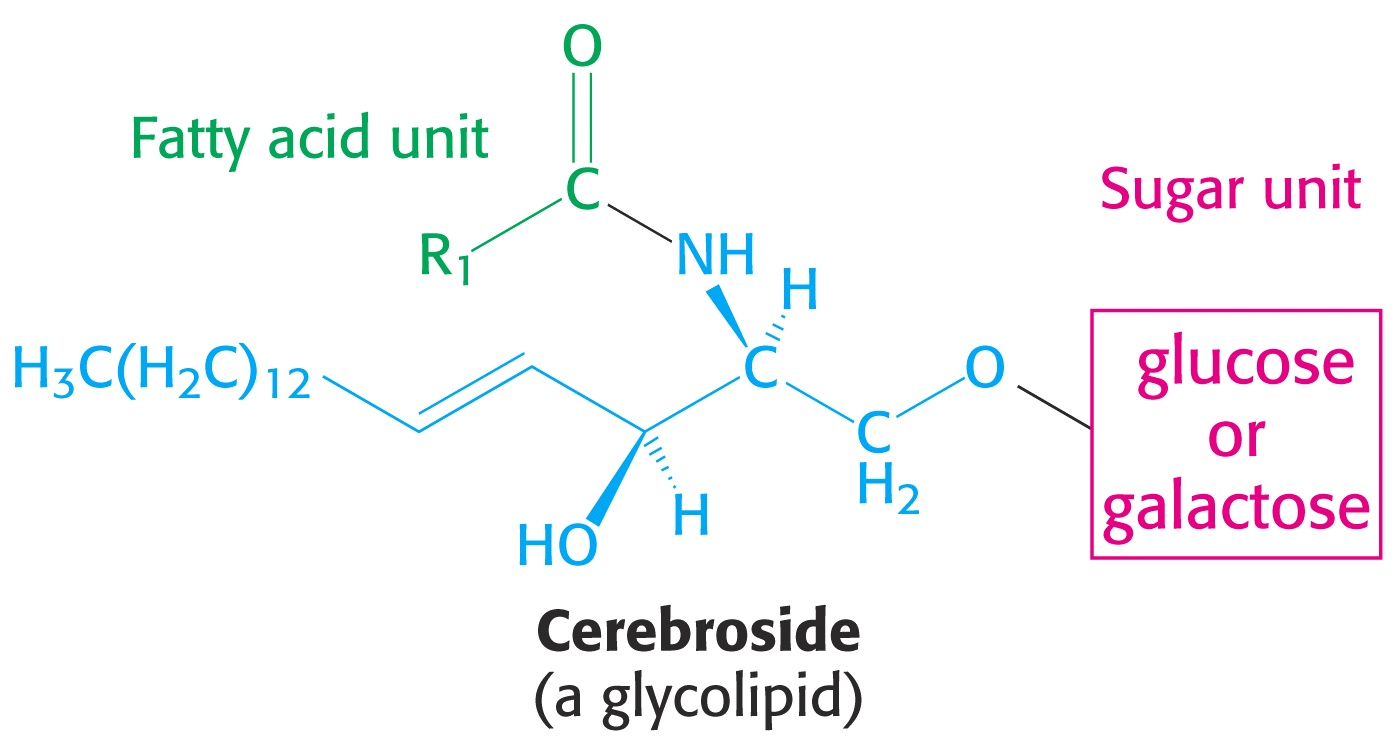 O
Fatty acid unit
C
Sugar unit
R₁
NH
H
H₃C(H₂C)₁₂
C
O
glucose
or
galactose
C
H₂
HO
H
Cerebroside
(a glycolipid)